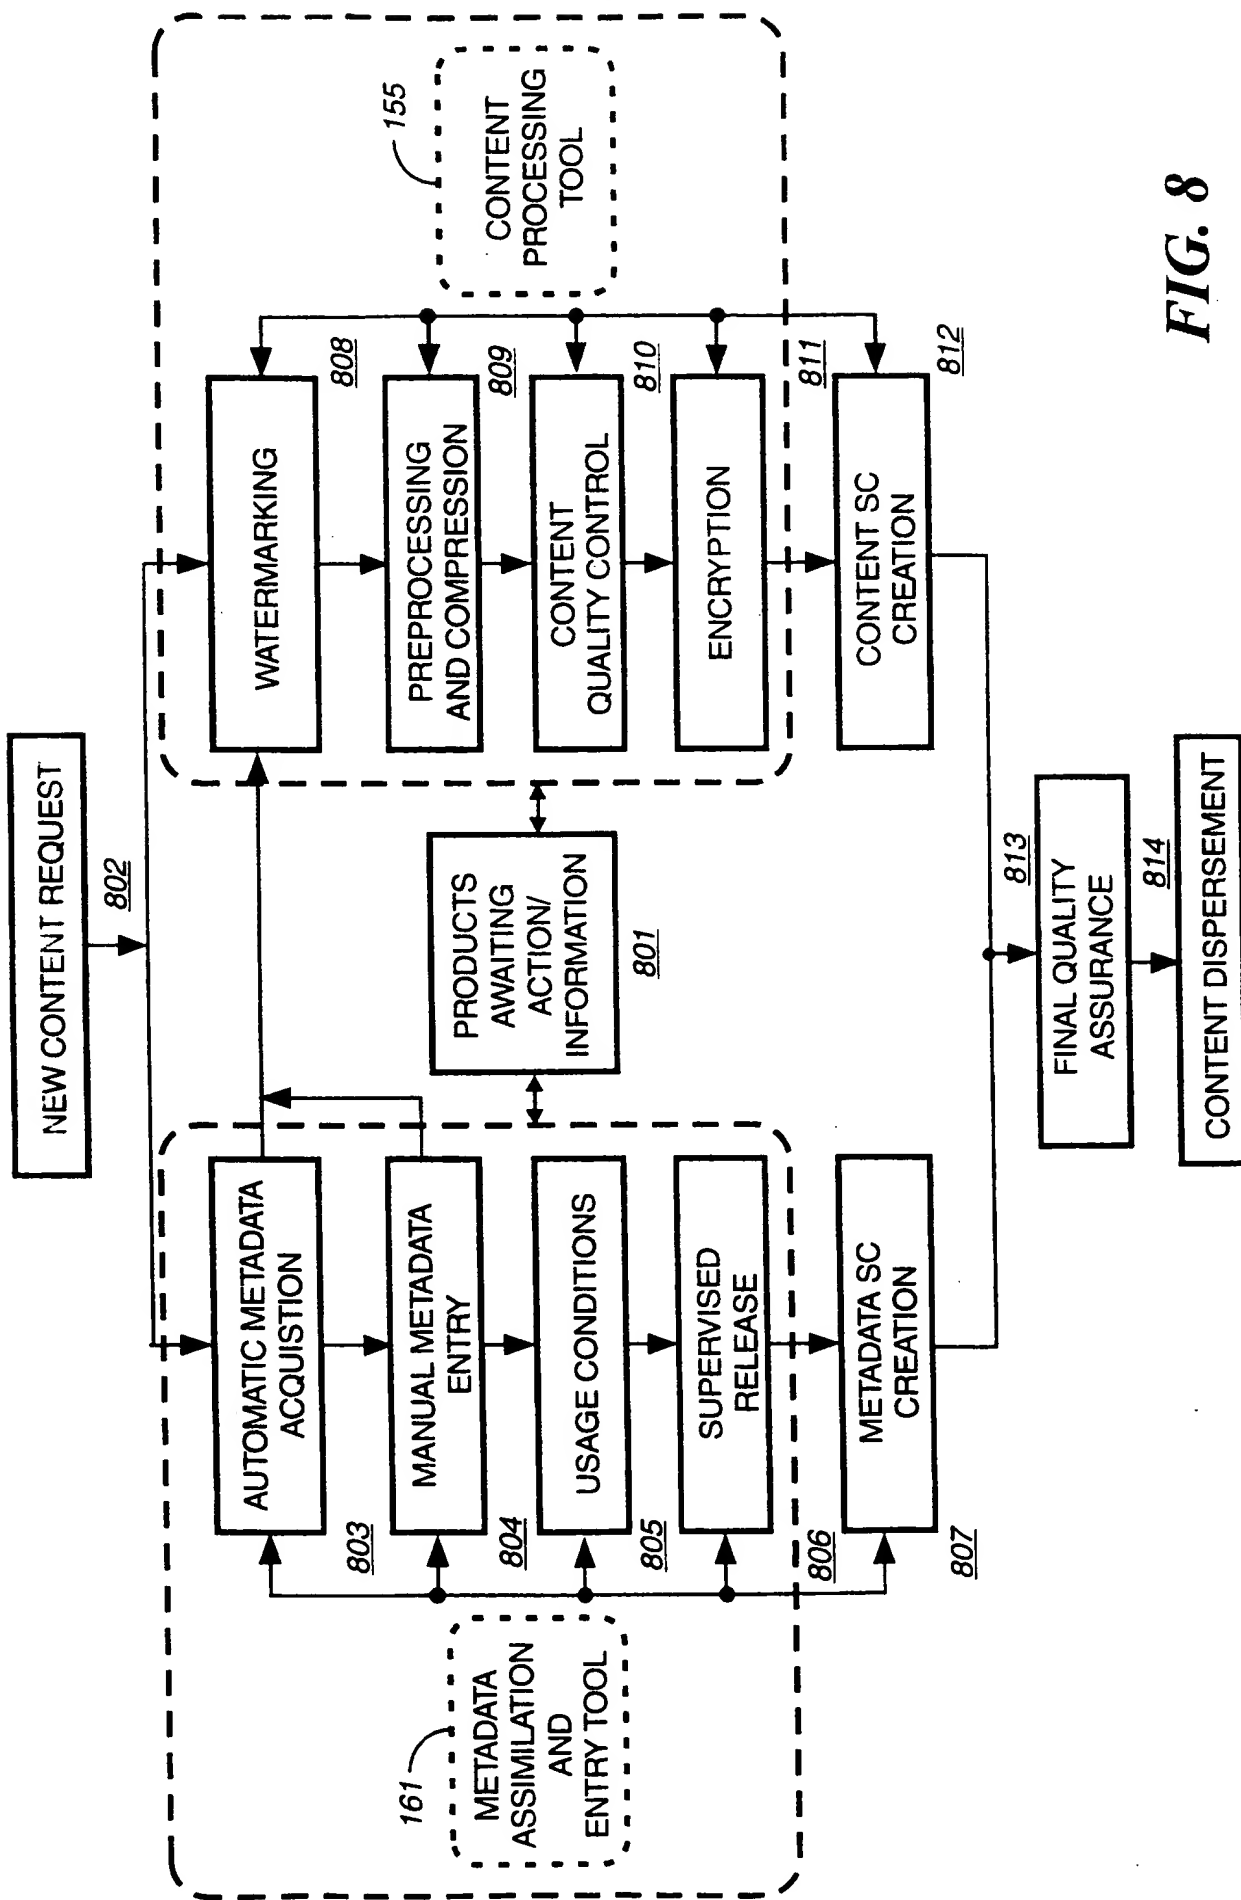 NEW CONTENT REQUEST
802
AUTOMATIC METADATA
ACQUISTION
803
MANUAL METADATA
ENTRY
804
USAGE CONDITIONS
805
SUPERVISED
RELEASE
806
METADATA SC
CREATION
807
161
METADATA
ASSIMILATION
AND
ENTRY TOOL
PRODUCTS
AWAITING
ACTION/
INFORMATION
801
WATERMARKING
808
PREPROCESSING
AND COMPRESSION
809
CONTENT
QUALITY CONTROL
810
ENCRYPTION
811
CONTENT SC
CREATION
812
155
CONTENT
PROCESSING
TOOL
813
FINAL QUALITY
ASSURANCE
814
CONTENT DISPERSEMENT
FIG. 8